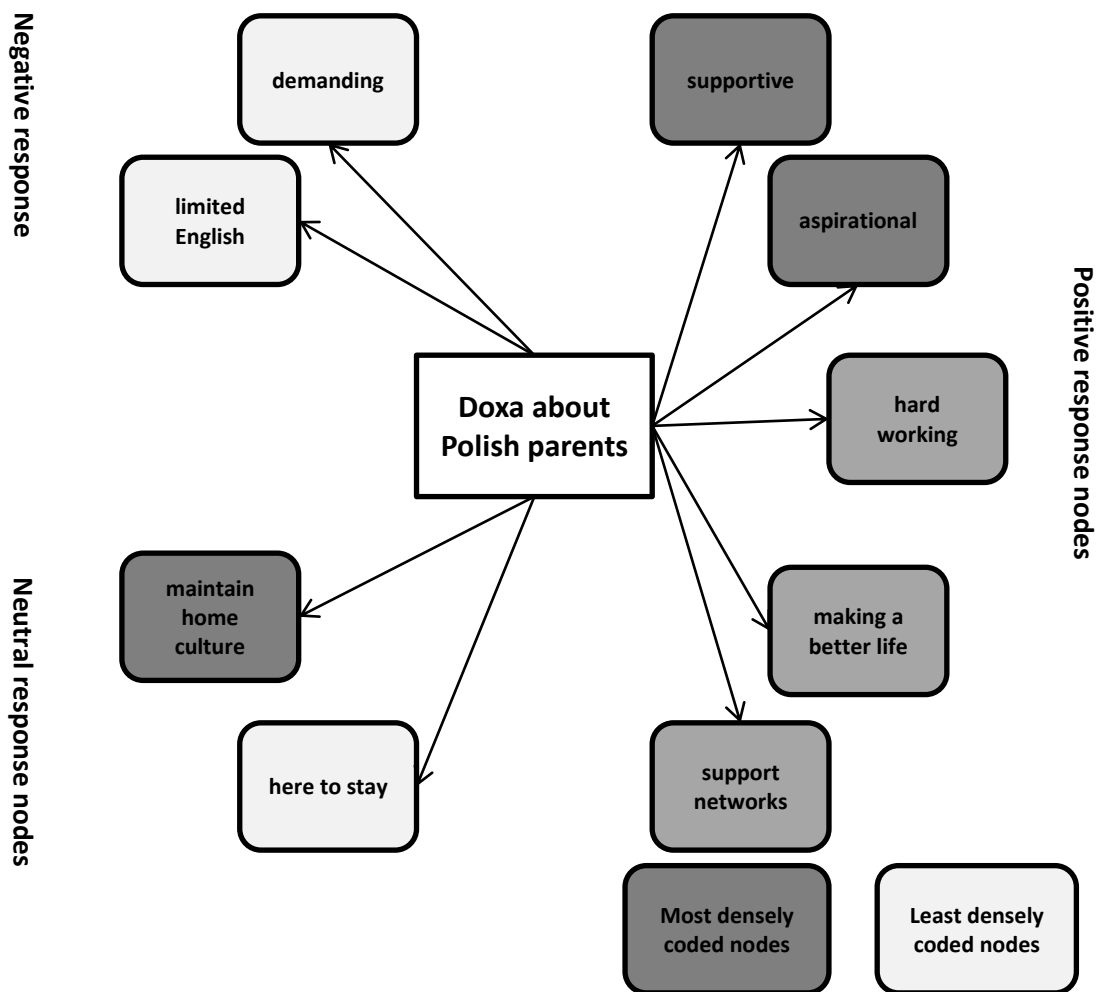 Negative response
demanding
supportive
limited
English
aspirational
Positive response nodes
Doxa about
Polish parents
hard
working
Neutral response nodes
maintain
home
culture
making a
better life
here to stay
support
networks
Most densely
coded nodes
Least densely
coded nodes